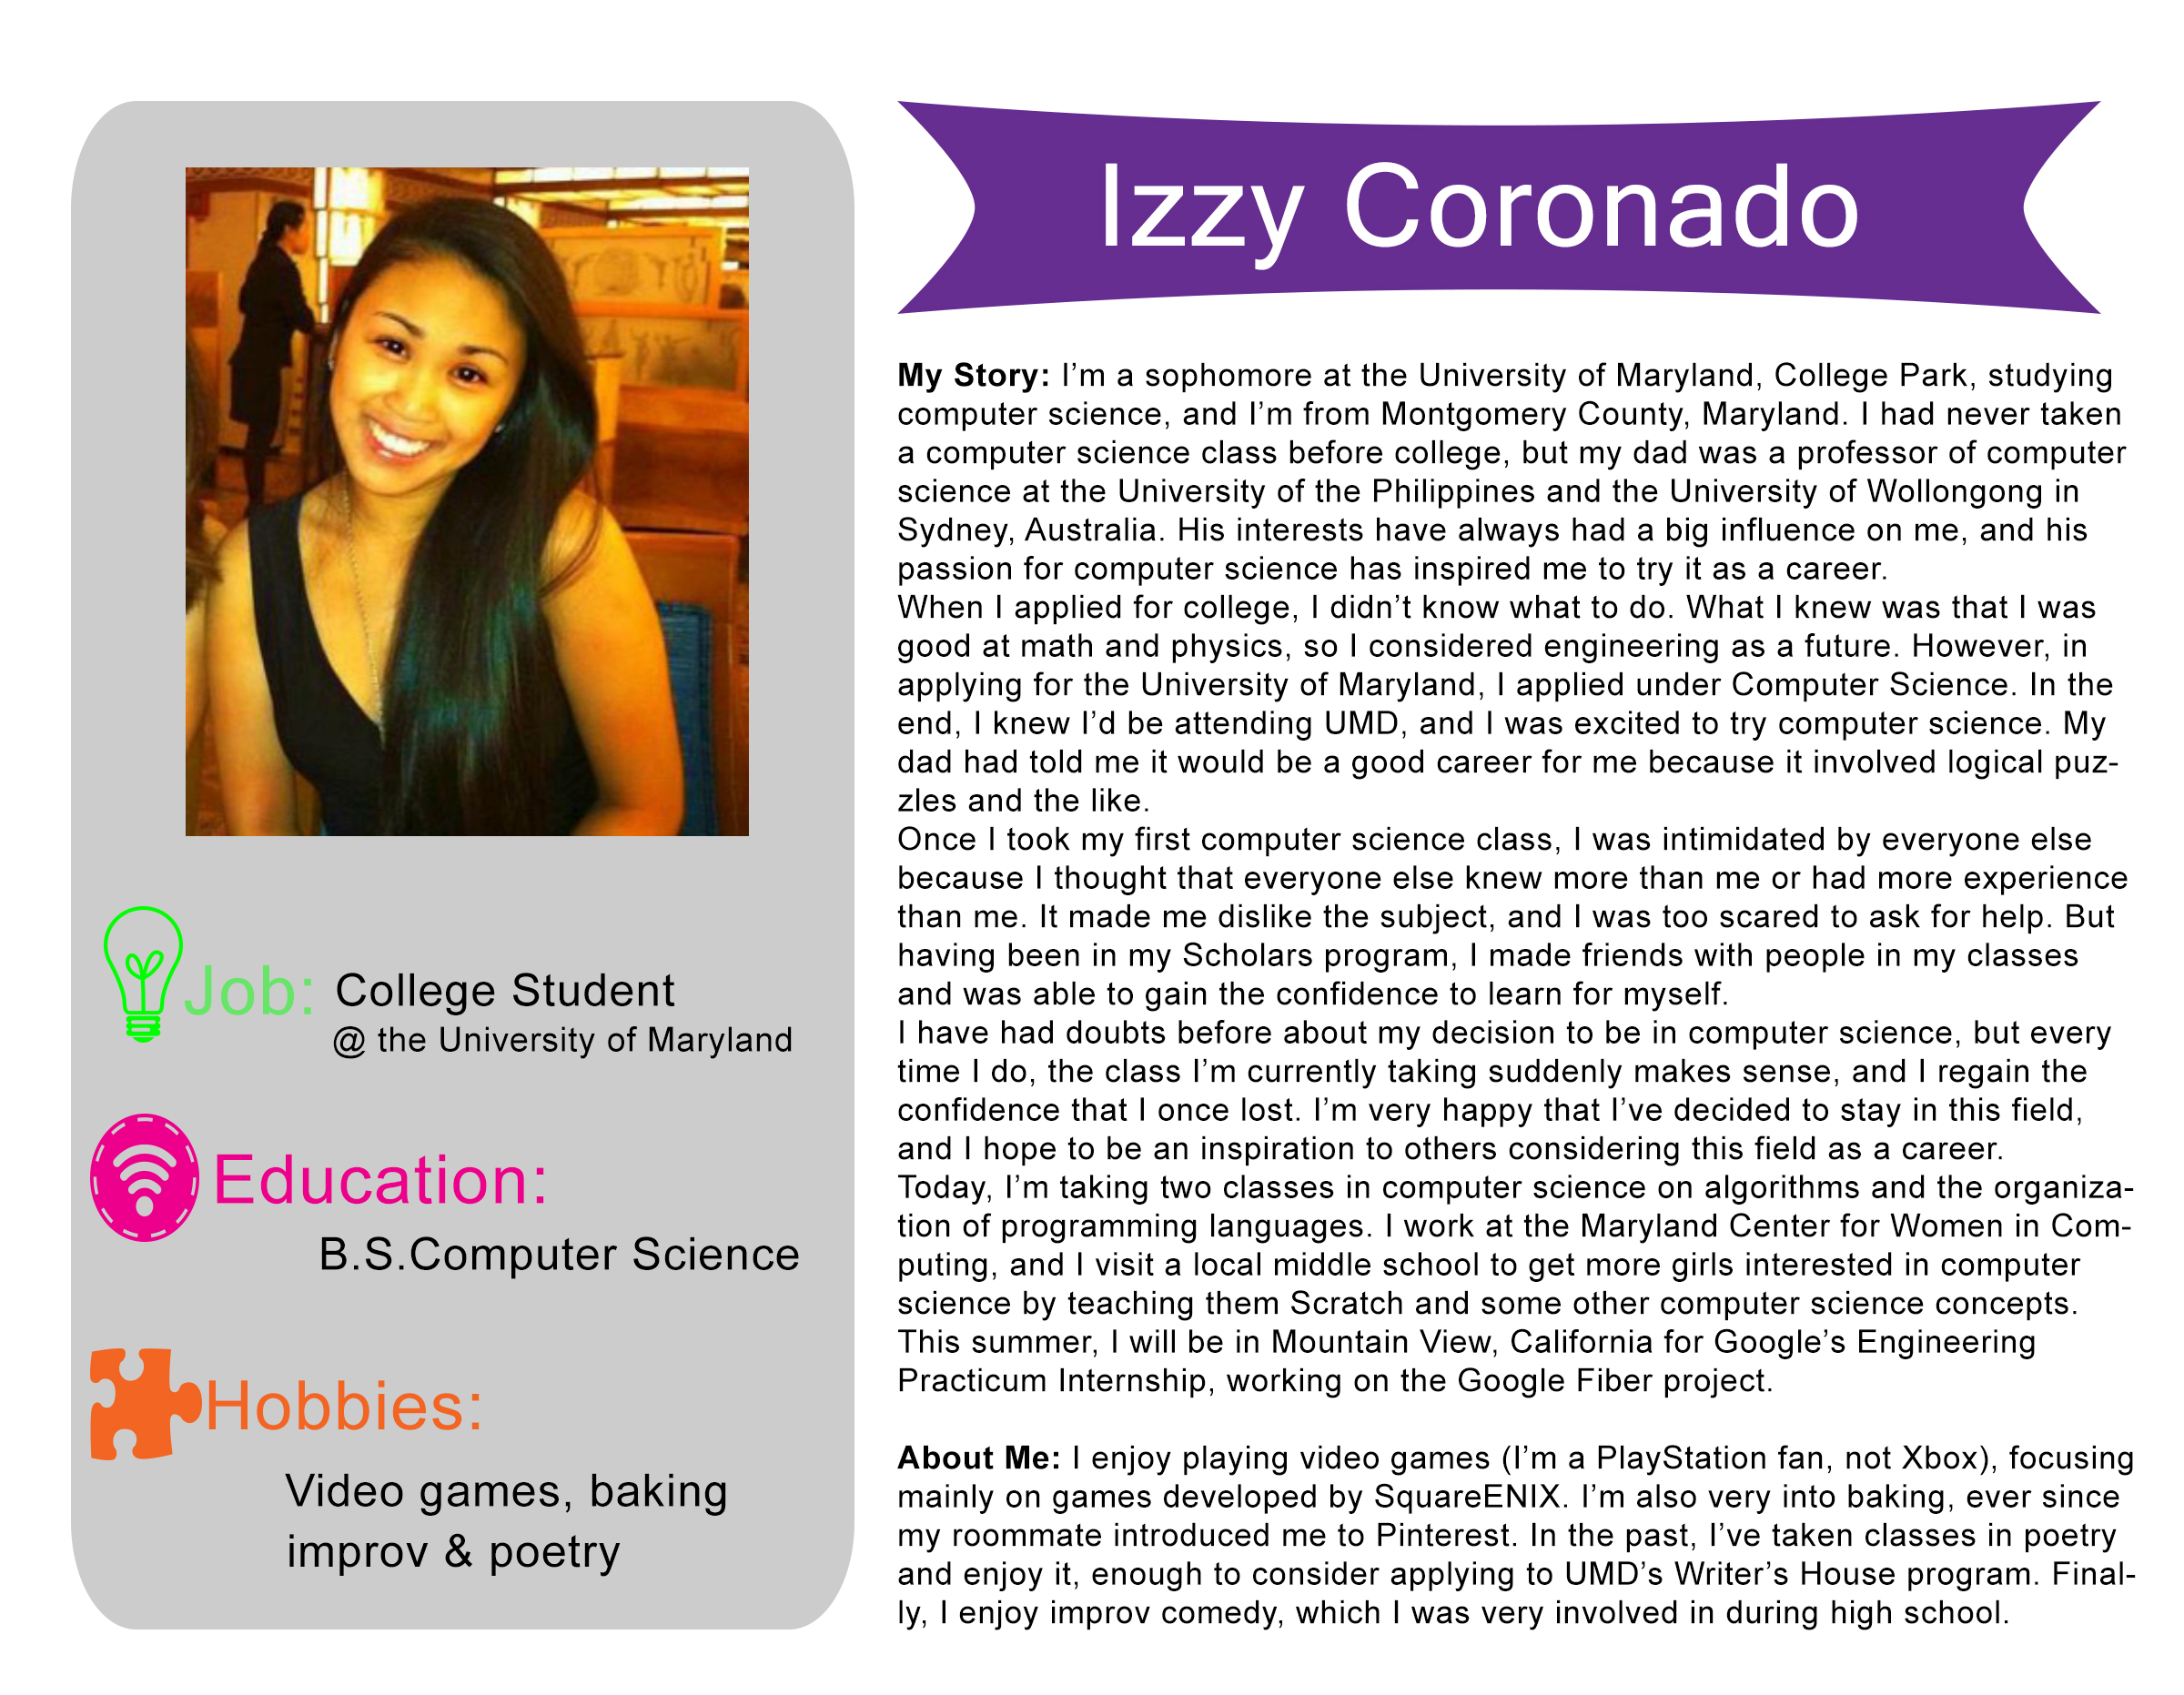 Izzy Coronado
Job: College Student
@ the University of Maryland
Education:
B.S.Computer Science
Hobbies:
Video games, baking
improv & poetry
My Story: I’m a sophomore at the University of Maryland, College Park, studying
computer science, and I’m from Montgomery County, Maryland. I had never taken
a computer science class before college, but my dad was a professor of computer
science at the University of the Philippines and the University of Wollongong in
Sydney, Australia. His interests have always had a big influence on me, and his
passion for computer science has inspired me to try it as a career.
When I applied for college, I didn’t know what to do. What I knew was that I was
good at math and physics, so I considered engineering as a future. However, in
applying for the University of Maryland, I applied under Computer Science. In the
end, I knew I’d be attending UMD, and I was excited to try computer science. My
dad had told me it would be a good career for me because it involved logical puz-
zles and the like.
Once I took my first computer science class, I was intimidated by everyone else
because I thought that everyone else knew more than me or had more experience
than me. It made me dislike the subject, and I was too scared to ask for help. But
having been in my Scholars program, I made friends with people in my classes
and was able to gain the confidence to learn for myself.
I have had doubts before about my decision to be in computer science, but every
time I do, the class I’m currently taking suddenly makes sense, and I regain the
confidence that I once lost. I’m very happy that I’ve decided to stay in this field,
and I hope to be an inspiration to others considering this field as a career.
Today, I’m taking two classes in computer science on algorithms and the organiza-
tion of programming languages. I work at the Maryland Center for Women in Com-
puting, and I visit a local middle school to get more girls interested in computer
science by teaching them Scratch and some other computer science concepts.
This summer, I will be in Mountain View, California for Google’s Engineering
Practicum Internship, working on the Google Fiber project.
About Me: I enjoy playing video games (I’m a PlayStation fan, not Xbox), focusing
mainly on games developed by SquareENIX. I’m also very into baking, ever since
my roommate introduced me to Pinterest. In the past, I’ve taken classes in poetry
and enjoy it, enough to consider applying to UMD’s Writer’s House program. Final-
ly, I enjoy improv comedy, which I was very involved in during high school.